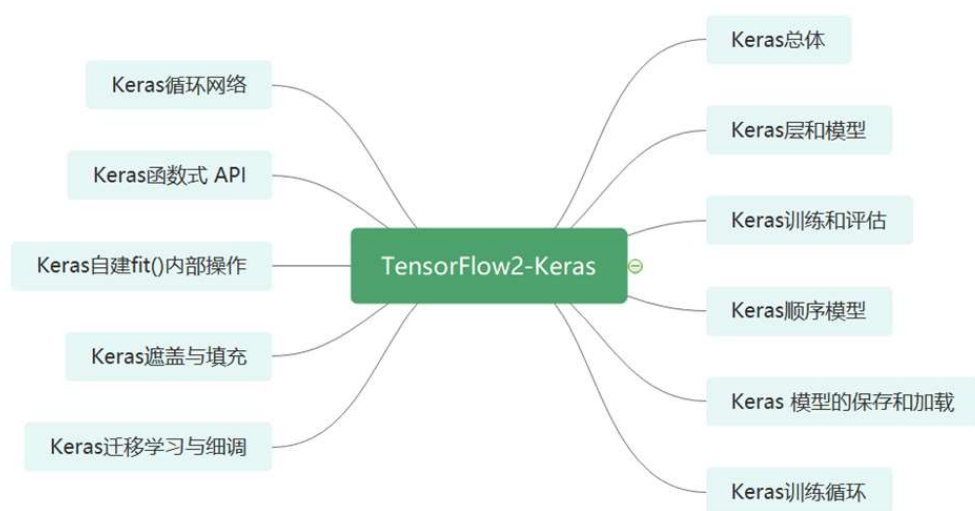 Keras总体
Keras循环网络
Keras层和模型
Keras函数式 API
Keras训练和评估
Keras自建fit()内部操作
TensorFlow2-Keras
Keras顺序模型
Keras遮盖与填充
Keras 模型的保存和加载
Keras迁移学习与细调
Keras训练循环